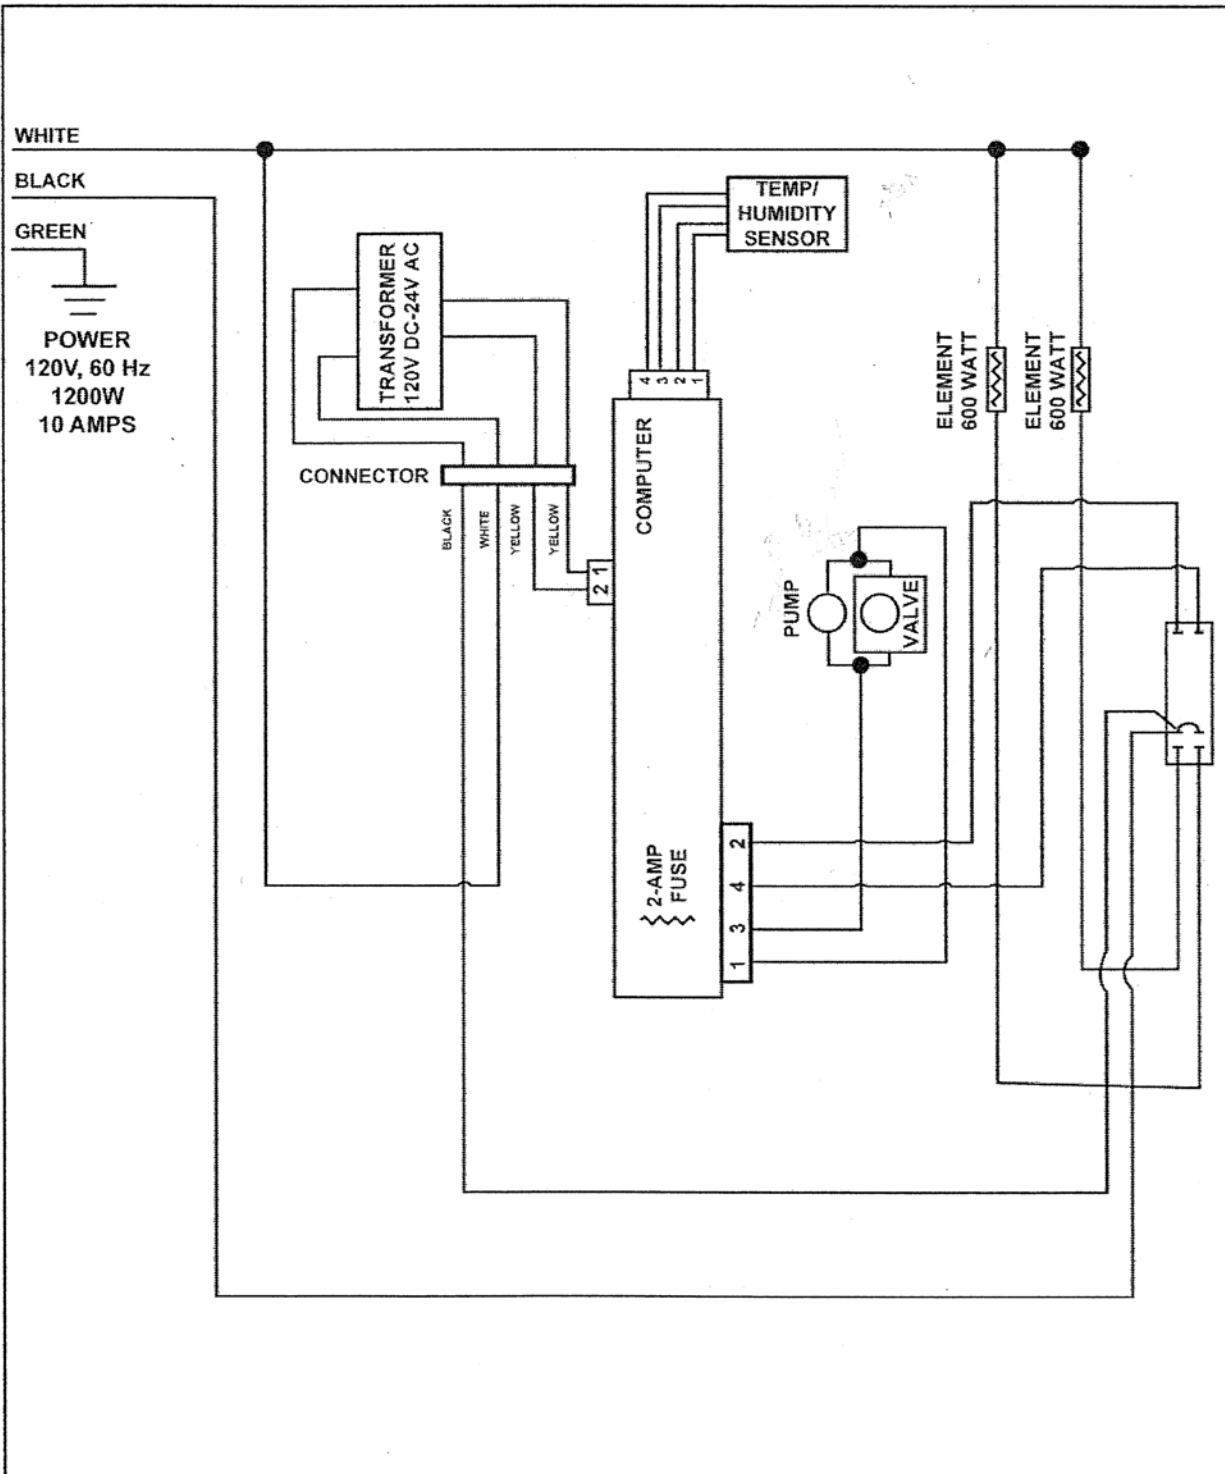 WHITE
BLACK
GREEN
POWER
120V, 60 Hz
1200W
10 AMPS
TRANSFORMER
120V DC-24V AC
CONNECTOR
BLACK
WHITE
YELLOW
YELLOW
TEMP/
HUMIDITY
SENSOR
4
3
2
1
COMPUTER
2 1
2-AMP
FUSE
2
4
3
1
PUMP
VALVE
ELEMENT
600 WATT
ELEMENT
600 WATT